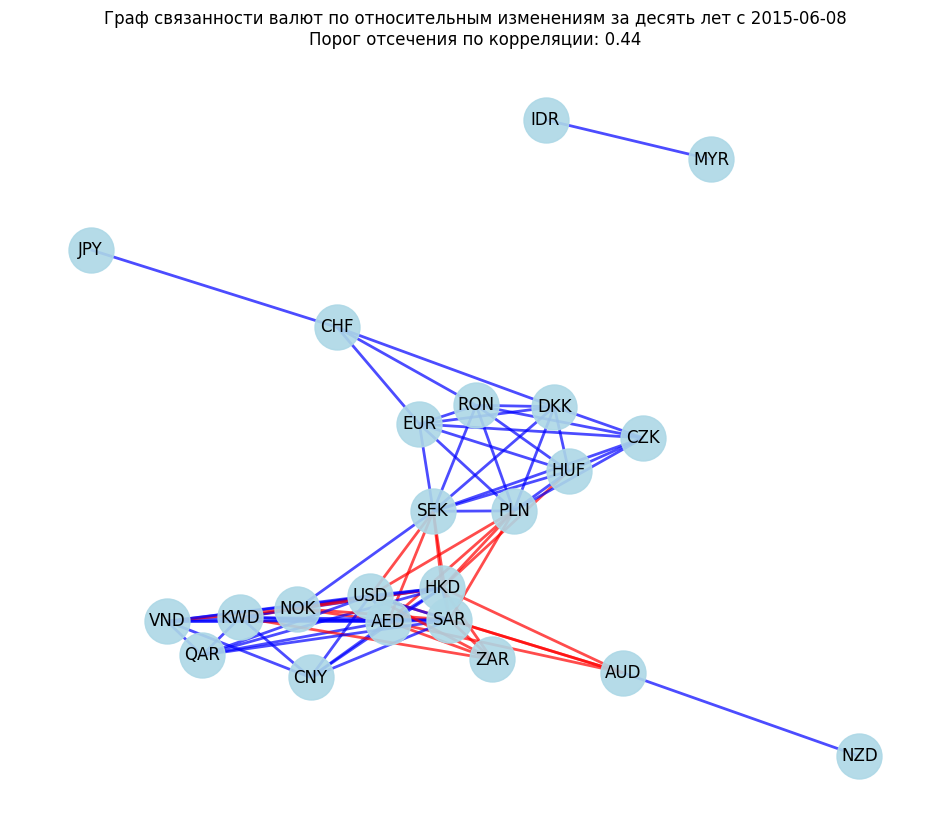 Граф связанности валют по относительным изменениям за десять лет с 2015-06-08
Порог отсечения по корреляции: 0.44
IDR
MYR
JPY
CHF
RON
DKK
EUR
CZK
HUF
SEK
PLN
HKD
USD
NOK
KWD
VND
AED
SAR
QAR
ZAR
CNY
AUD
NZD